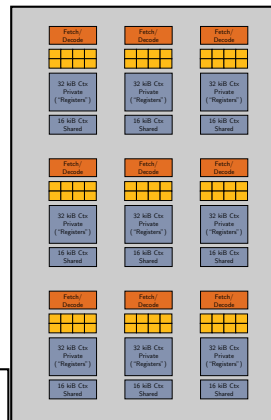 Fetch/ Fetch/ Fetch/
Decode Decode Decode
32 kiB Ctx 32 kiB Ctx 32 kiB Ctx
Private Private Private
("Registers") ("Registers") ("Registers")
16 kiB Ctx 16 kiB Ctx 16 kiB Ctx
Shared Shared Shared
Fetch/ Fetch/ Fetch/
Decode Decode Decode
32 kiB Ctx 32 kiB Ctx 32 kiB Ctx
Private Private Private
("Registers") ("Registers") ("Registers")
16 kiB Ctx 16 kiB Ctx 16 kiB Ctx
Shared Shared Shared
Fetch/ Fetch/ Fetch/
Decode Decode Decode
32 kiB Ctx 32 kiB Ctx 32 kiB Ctx
Private Private Private
("Registers") ("Registers") ("Registers")
16 kiB Ctx 16 kiB Ctx 16 kiB Ctx
Shared Shared Shared